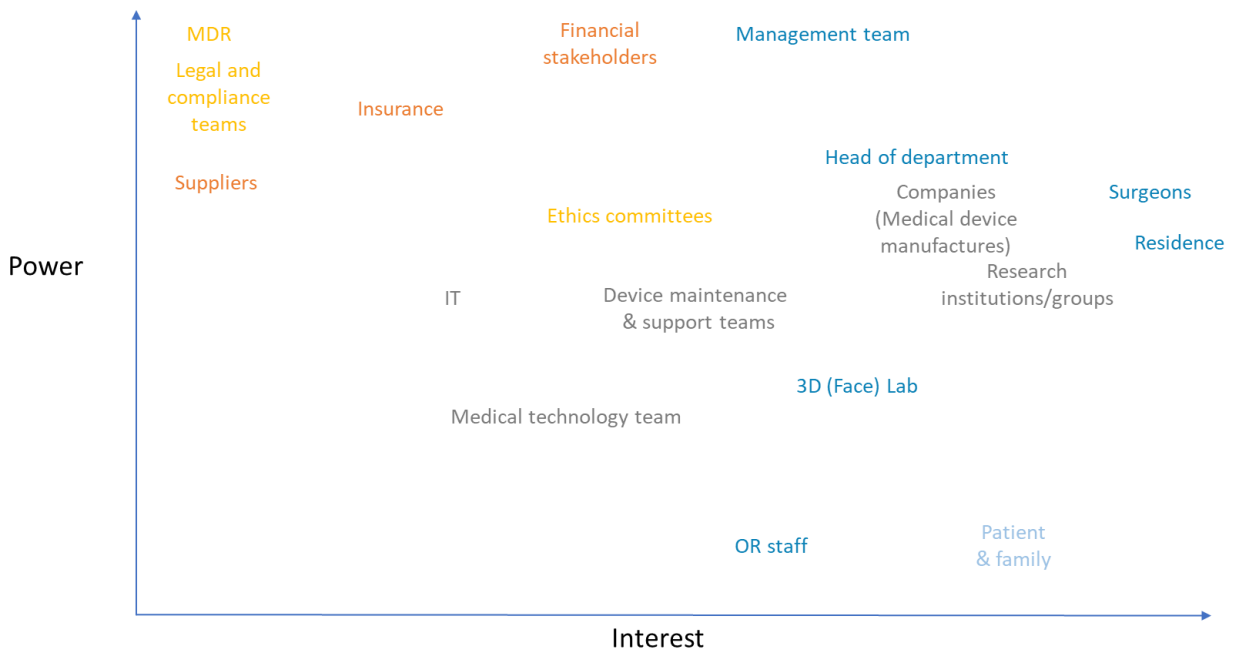 MDR
Financial
stakeholders
Management team
Legal and
compliance
teams
Insurance
Head of department
Suppliers
Companies
(Medical device
manufactures)
Surgeons
Ethics committees
Residence
Power
Research
institutions/groups
IT
Device maintenance
& support teams
3D (Face) Lab
Medical technology team
OR staff
Patient
& family
Interest